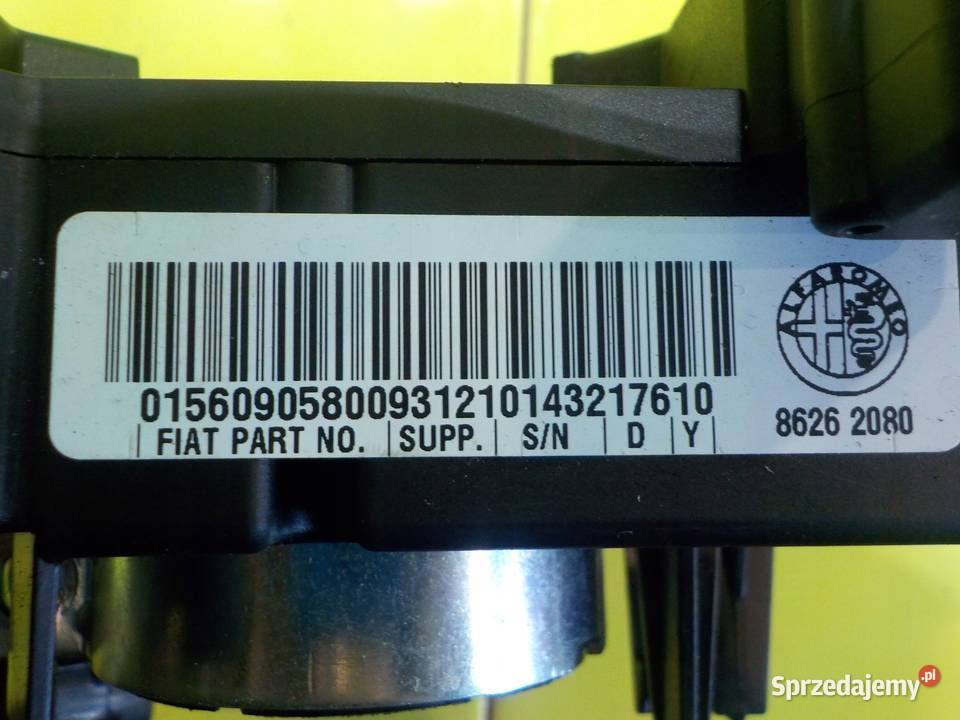 01560905800931210143217610
FIAT PART NO. SUPP. S/N D Y
ALFA ROMEO
8626 2080
Sprzedajemy.pl